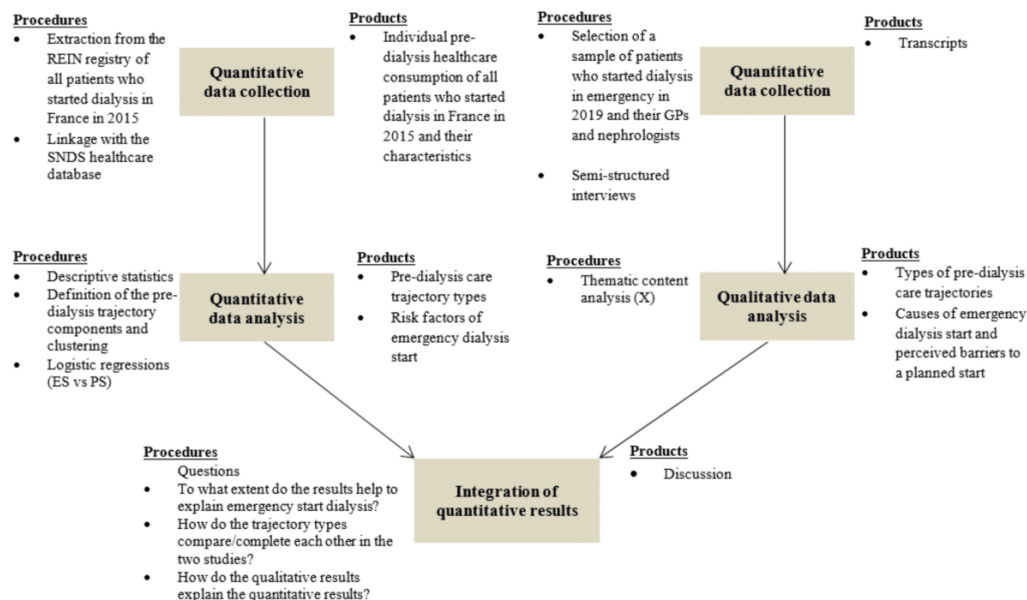 Procedures
• Extraction from the
REIN registry of
all patients who
started dialysis in
France in 2015
• Linkage with the
SNDS healthcare
database
Quantitative
data collection
Products
• Individual pre-
dialysis healthcare
consumption of all
patients who started
dialysis in France in
2015 and their
characteristics
Procedures
• Selection of a
sample of patients
who started dialysis
in emergency in
2019 and their GPs
and nephrologists
• Semi-structured
interviews
Quantitative
data collection
Products
• Transcripts
Procedures
• Descriptive statistics
• Definition of the pre-
dialysis trajectory
components and
clustering
• Logistic regressions
(ES vs PS)
Quantitative
data analysis
Products
• Pre-dialysis care
trajectory types
• Risk factors of
emergency dialysis
start
Procedures
• Thematic content
analysis (X)
Qualitative data
analysis
Products
• Types of pre-dialysis
care trajectories
• Causes of emergency
dialysis start and
perceived barriers to
a planned start
Procedures
Questions
• To what extent do the results help to
explain emergency start dialysis?
• How do the trajectory types
compare/complete each other in the
two studies?
• How do the qualitative results
explain the quantitative results?
Integration of
quantitative results
Products
• Discussion